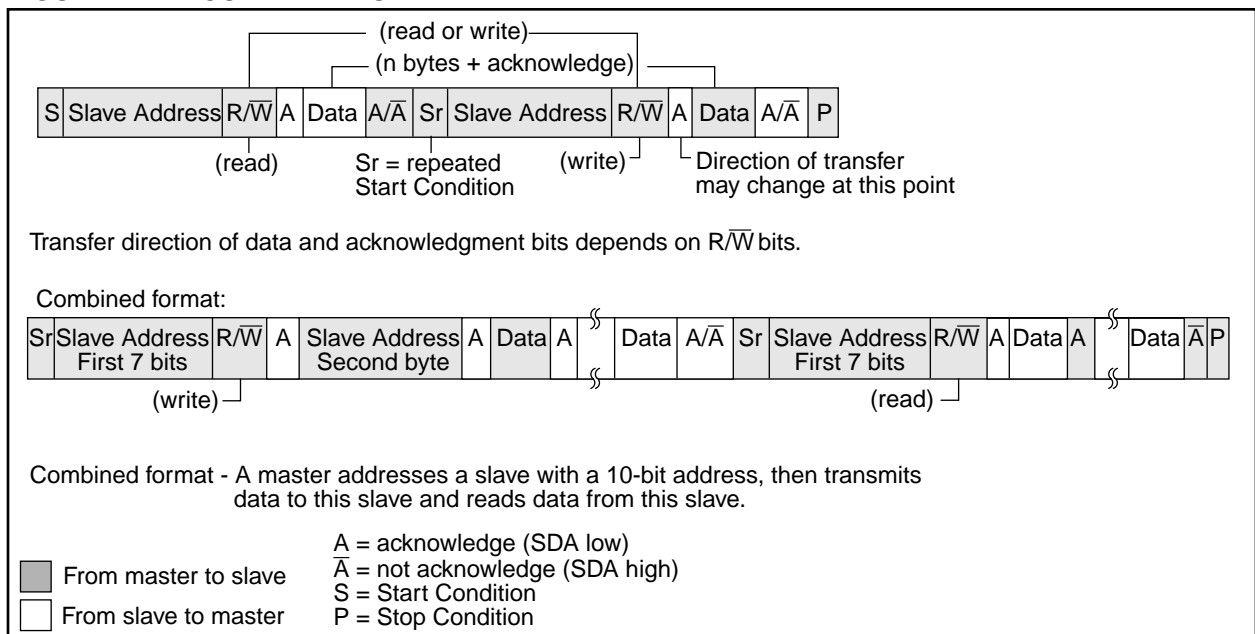 (read or write)
(n bytes + acknowledge)
S Slave Address R/W̅ A Data A/A̅ Sr Slave Address R/W̅ A Data A/A̅ P
(read) Sr = repeated Start Condition (write) Direction of transfer may change at this point
Transfer direction of data and acknowledgment bits depends on R/W̅ bits.
Combined format:
Sr Slave Address First 7 bits R/W̅ A Slave Address Second byte A Data A Data A/A̅ Sr Slave Address First 7 bits R/W̅ A Data A Data A̅ P
(write) (read)
Combined format - A master addresses a slave with a 10-bit address, then transmits
data to this slave and reads data from this slave.
A = acknowledge (SDA low)
A̅ = not acknowledge (SDA high)
S = Start Condition
P = Stop Condition
From master to slave
From slave to master